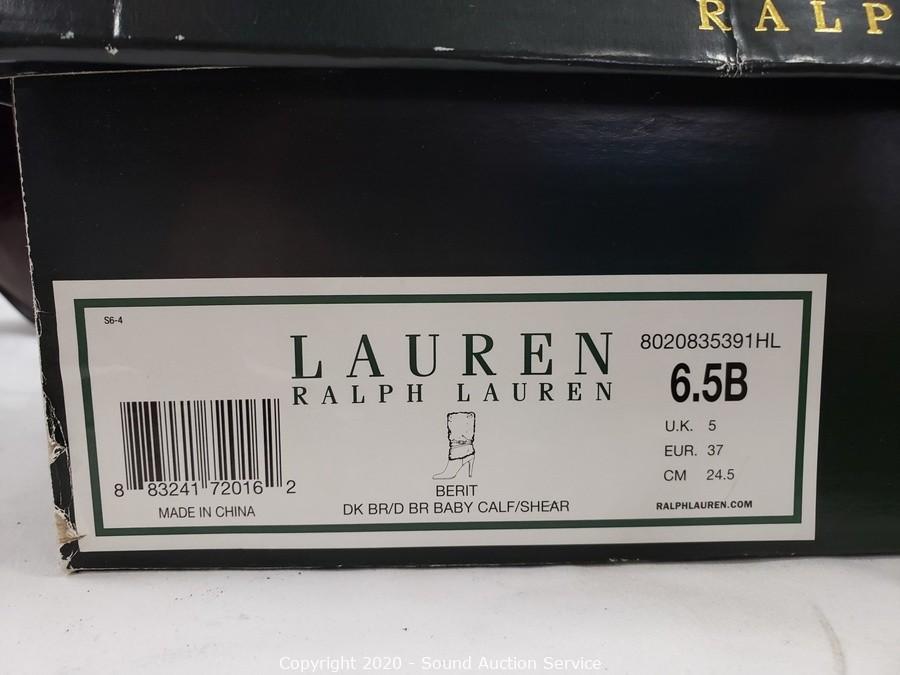 RALP
S6-4
LAUREN
RALPH LAUREN
8020835391HL
6.5B
U.K. 5
EUR. 37
CM 24.5
RALPHLAUREN.COM
8 83241 72016 2
MADE IN CHINA
BERIT
DK BR/D BR BABY CALF/SHEAR
Copyright 2020 - Sound Auction Service